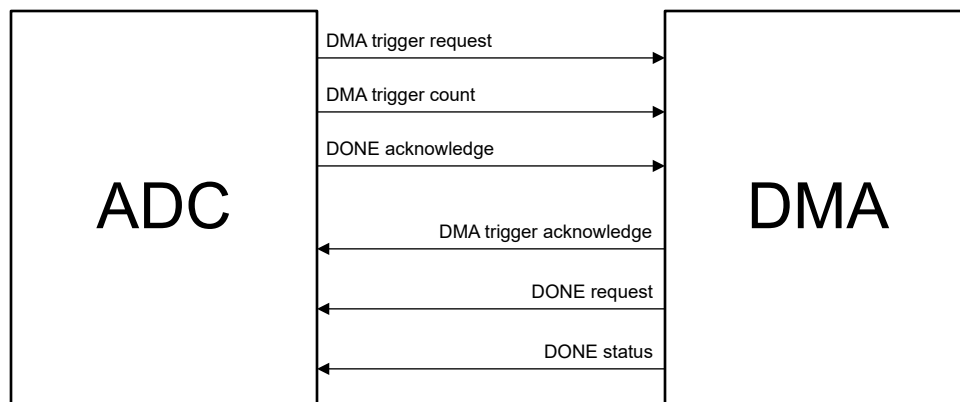 ADC
DMA trigger request
DMA trigger count
DONE acknowledge
DMA trigger acknowledge
DONE request
DONE status
DMA